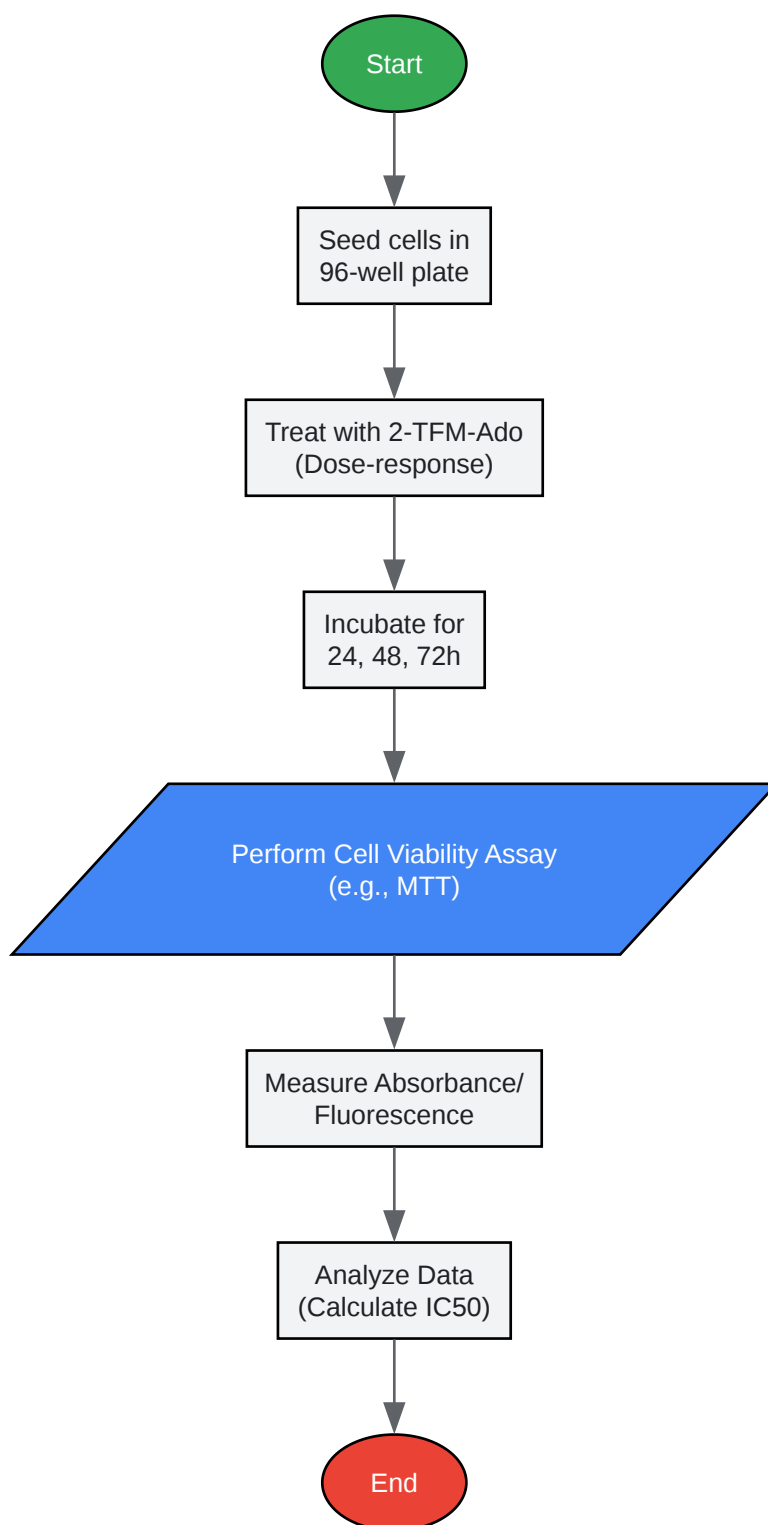 Start
Seed cells in
96-well plate
Treat with 2-TFM-Ado
(Dose-response)
Incubate for
24, 48, 72h
Perform Cell Viability Assay
(e.g., MTT)
Measure Absorbance/
Fluorescence
Analyze Data
(Calculate IC50)
End